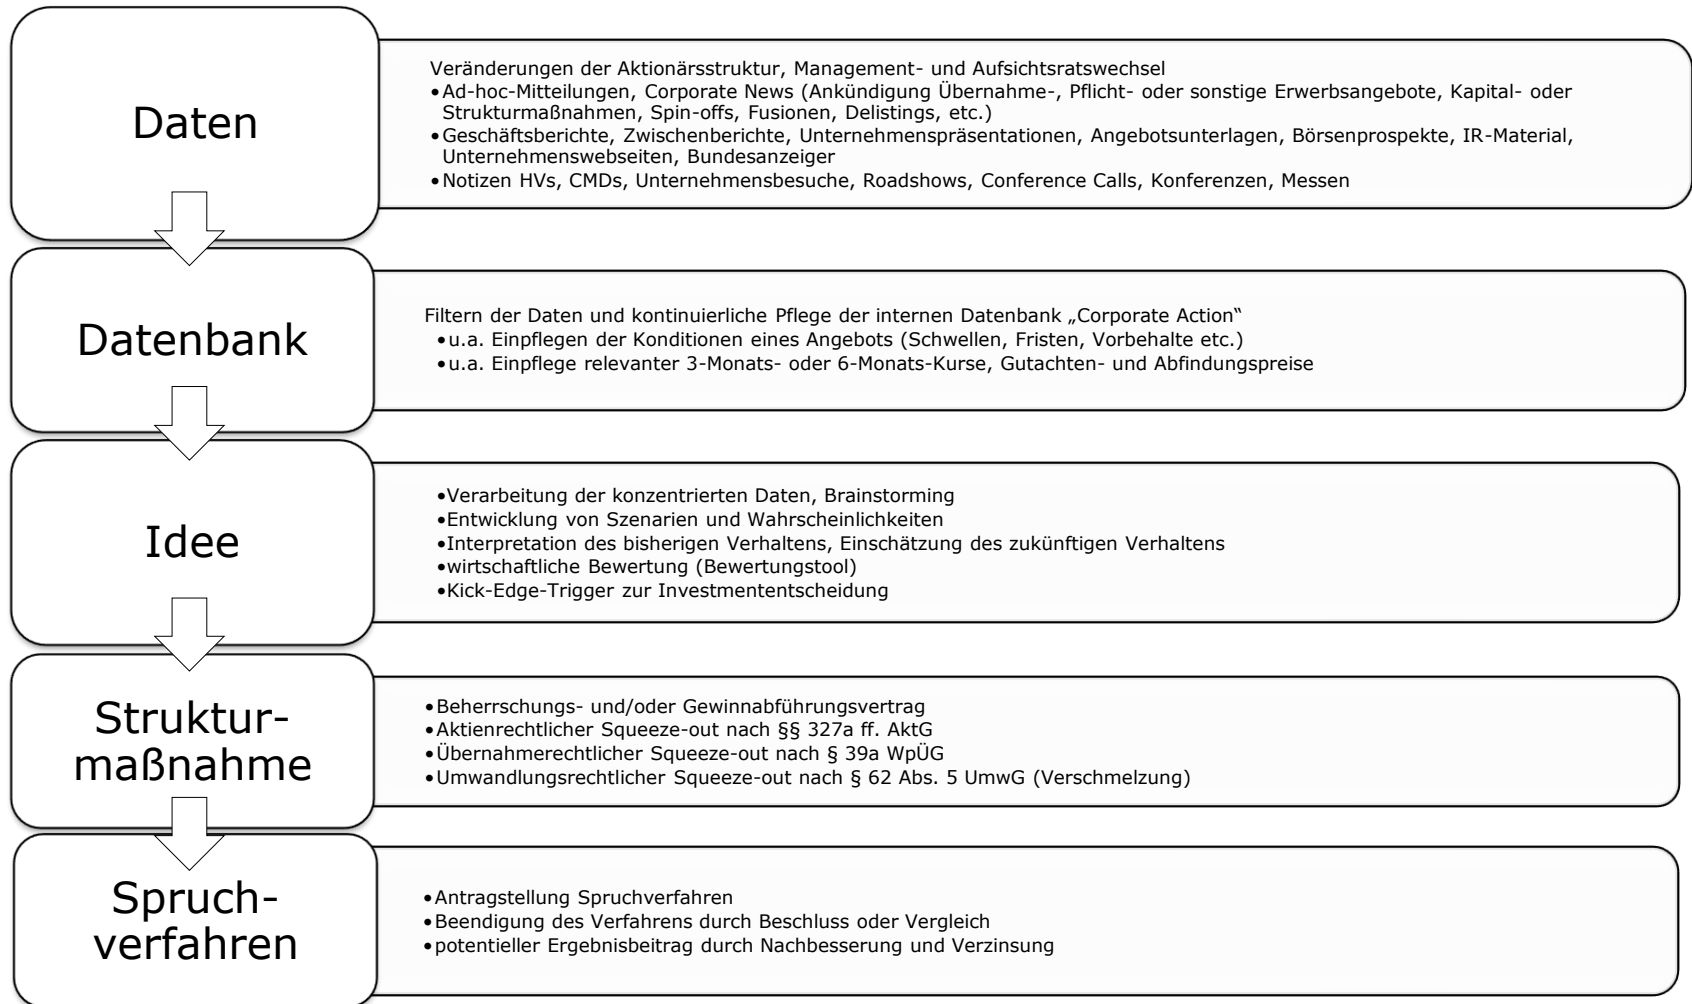 Daten
Veränderungen der Aktionärsstruktur, Management- und Aufsichtsratswechsel
•Ad-hoc-Mitteilungen, Corporate News (Ankündigung Übernahme-, Pflicht- oder sonstige Erwerbsangebote, Kapital- oder
Strukturmaßnahmen, Spin-offs, Fusionen, Delistings, etc.)
•Geschäftsberichte, Zwischenberichte, Unternehmenspräsentationen, Angebotsunterlagen, Börsenprospekte, IR-Material,
Unternehmenswebseiten, Bundesanzeiger
•Notizen HVs, CMDs, Unternehmensbesuche, Roadshows, Conference Calls, Konferenzen, Messen
Datenbank
Filtern der Daten und kontinuierliche Pflege der internen Datenbank „Corporate Action“
•u.a. Einpflegen der Konditionen eines Angebots (Schwellen, Fristen, Vorbehalte etc.)
•u.a. Einpflege relevanter 3-Monats- oder 6-Monats-Kurse, Gutachten- und Abfindungspreise
Idee
•Verarbeitung der konzentrierten Daten, Brainstorming
•Entwicklung von Szenarien und Wahrscheinlichkeiten
•Interpretation des bisherigen Verhaltens, Einschätzung des zukünftigen Verhaltens
•wirtschaftliche Bewertung (Bewertungstool)
•Kick-Edge-Trigger zur Investmententscheidung
Struktur-
maßnahme
•Beherrschungs- und/oder Gewinnabführungsvertrag
•Aktienrechtlicher Squeeze-out nach §§ 327a ff. AktG
•Übernahmerechtlicher Squeeze-out nach § 39a WpÜG
•Umwandlungsrechtlicher Squeeze-out nach § 62 Abs. 5 UmwG (Verschmelzung)
Spruch-
verfahren
•Antragstellung Spruchverfahren
•Beendigung des Verfahrens durch Beschluss oder Vergleich
•potentieller Ergebnisbeitrag durch Nachbesserung und Verzinsung